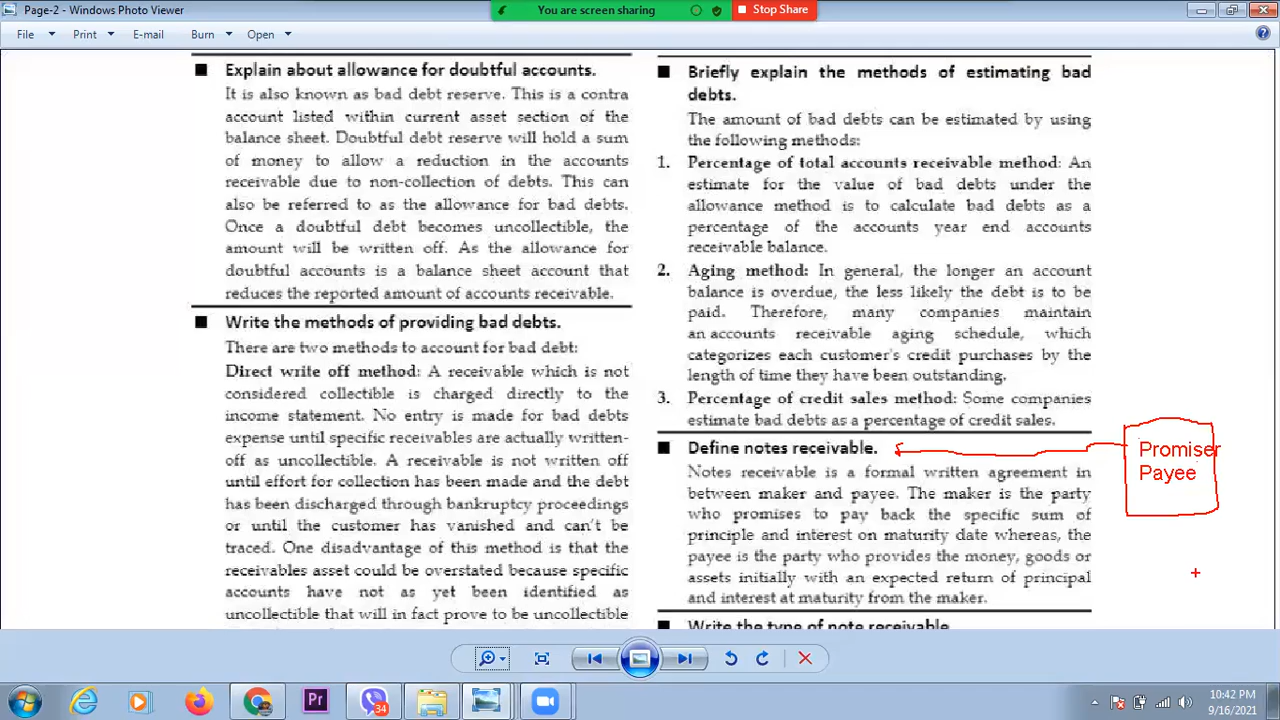 Page-2 - Windows Photo Viewer
You are screen sharing
Stop Share
File
Print
E-mail
Burn
Open
Explain about allowance for doubtful accounts.
It is also known as bad debt reserve. This is a contra
account listed within current asset section of the
balance sheet. Doubtful debt reserve will hold a sum
of money to allow a reduction in the accounts
receivable due to non-collection of debts. This can
also be referred to as the allowance for bad debts.
Once a doubtful debt becomes uncollectible, the
amount will be written off. As the allowance for
doubtful accounts is a balance sheet account that
reduces the reported amount of accounts receivable.
Write the methods of providing bad debts.
There are two methods to account for bad debt:
Direct write off method: A receivable which is not
considered collectible is charged directly to the
income statement. No entry is made for bad debts
expense until specific receivables are actually written-
off as uncollectible. A receivable is not written off
until effort for collection has been made and the debt
has been discharged through bankruptcy proceedings
or until the customer has vanished and can't be
traced. One disadvantage of this method is that the
receivables asset could be overstated because specific
accounts have not as yet been identified as
uncollectible that will in fact prove to be uncollectible
Briefly explain the methods of estimating bad
debts.
The amount of bad debts can be estimated by using
the following methods:
1. Percentage of total accounts receivable method: An
estimate for the value of bad debts under the
allowance method is to calculate bad debts as a
percentage of the accounts year end accounts
receivable balance.
2. Aging method: In general, the longer an account
balance is overdue, the less likely the debt is to be
paid. Therefore, many companies maintain
an accounts receivable aging schedule, which
categorizes each customer's credit purchases by the
length of time they have been outstanding.
3. Percentage of credit sales method: Some companies
estimate bad debts as a percentage of credit sales.
Define notes receivable.
Notes receivable is a formal written agreement in
between maker and payee. The maker is the party
who promises to pay back the specific sum of
principle and interest on maturity date whereas, the
payee is the party who provides the money, goods or
assets initially with an expected return of principal
and interest at maturity from the maker.
Write the type of note receivable
Promiser
Payee
Pr
34
10:42 PM
9/16/2021